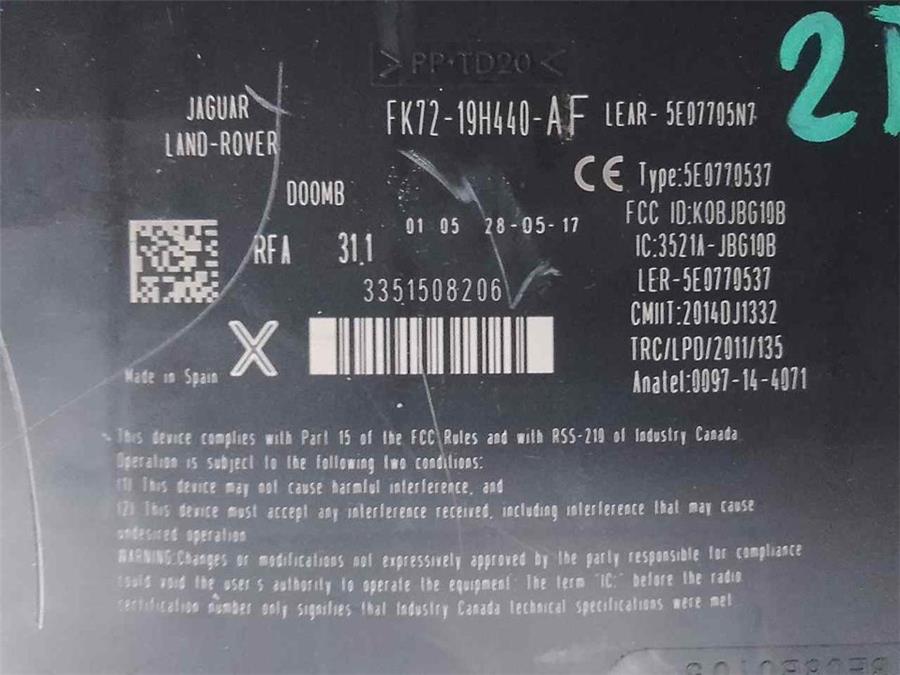 >PP•TD20<
JAGUAR
LAND-ROVER
FK72-19H440-AF LEAR- 5E07705N7
D00MB
CE Type:5E0770537
FCC ID:KOBJBG10B
01 05 28-05-17
RFA 31.1
IC:3521A-JBG10B
LER-5E0770537
3351508206
CMIIT:2014DJ1332
X
TRC/LPD/2011/135
Made in Spain
Anatel:0097-14-4071
This device complies with Part 15 of the FCC Rules and with RSS-210 of Industry Canada.
Operation is subject to the following two conditions:
(1) This device may not cause harmful interference, and
(2) This device must accept any interference received, including interference that may cause
undesired operation
WARNING:Changes or modifications not expressively approved by the party responsible for compliance
could void the user's authority to operate the equipment. The term "IC:" before the radio
certification number only signifies that Industry Canada technical specifications were met